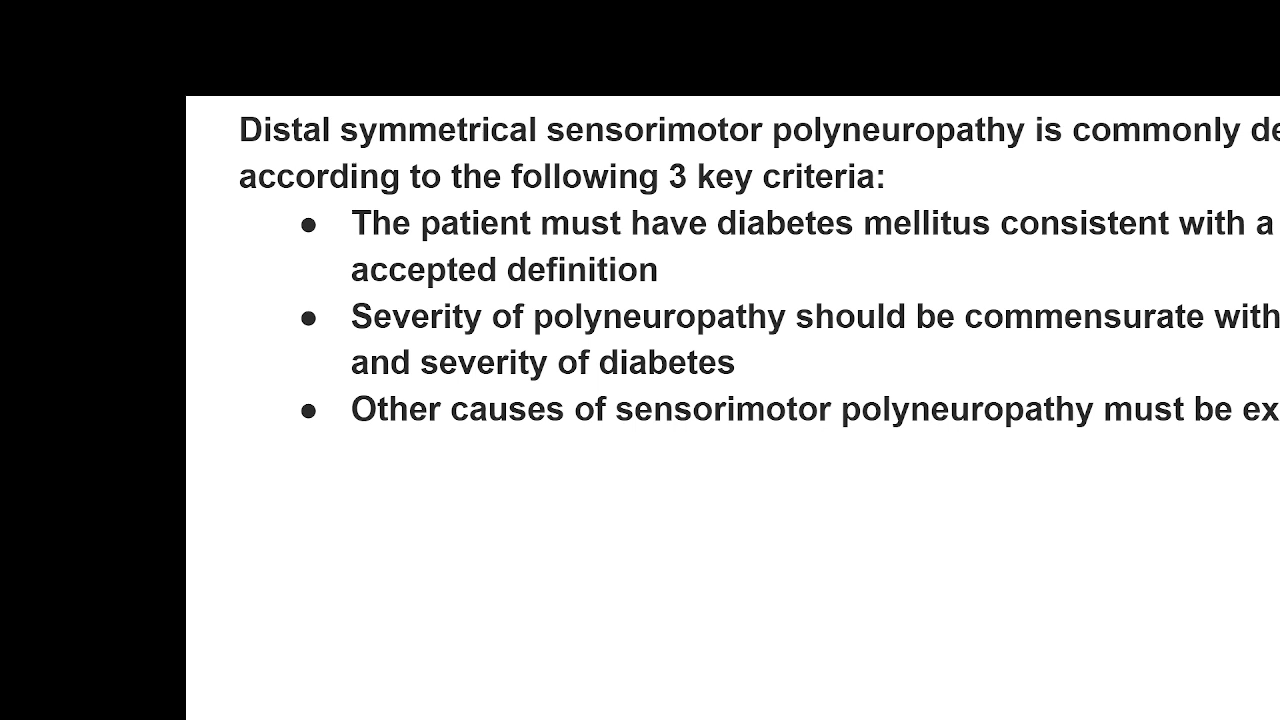 Distal symmetrical sensorimotor polyneuropathy is commonly
according to the following 3 key criteria:
● The patient must have diabetes mellitus consistent with a
accepted definition
● Severity of polyneuropathy should be commensurate with
and severity of diabetes
● Other causes of sensorimotor polyneuropathy must be